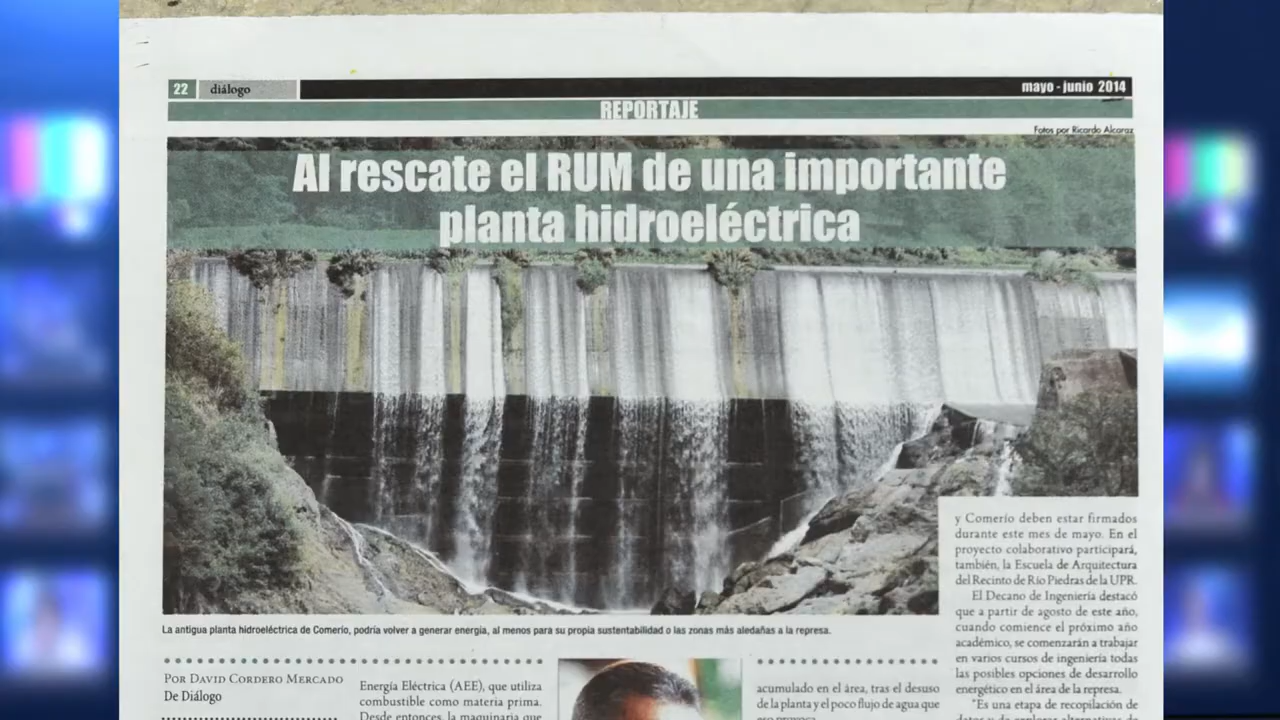 22 diálogo mayo - junio 2014
REPORTAJE
Fotos por Ricardo Alcaraz
Al rescate el RUM de una importante
planta hidroeléctrica
La antigua planta hidroeléctrica de Comerío, podría volver a generar energía, al menos para su propia sustentabilidad o las zonas más aledañas a la represa.
Por David Cordero Mercado
De Diálogo
Energía Eléctrica (AEE), que utiliza
combustible como materia prima.
Desde entonces, la maquinaria que
acumulado en el área, tras el desuso
de la planta y el poco flujo de agua que
eso provoca.
y Comerío deben estar firmados
durante este mes de mayo. En el
proyecto colaborativo participará,
también, la Escuela de Arquitectura
del Recinto de Río Piedras de la UPR.
El Decano de Ingeniería destacó
que a partir de agosto de este año,
cuando comience el próximo año
académico, se comenzarán a trabajar
en varios cursos de ingeniería todas
las posibles opciones de desarrollo
energético en el área de la represa.
"Es una etapa de recopilación de